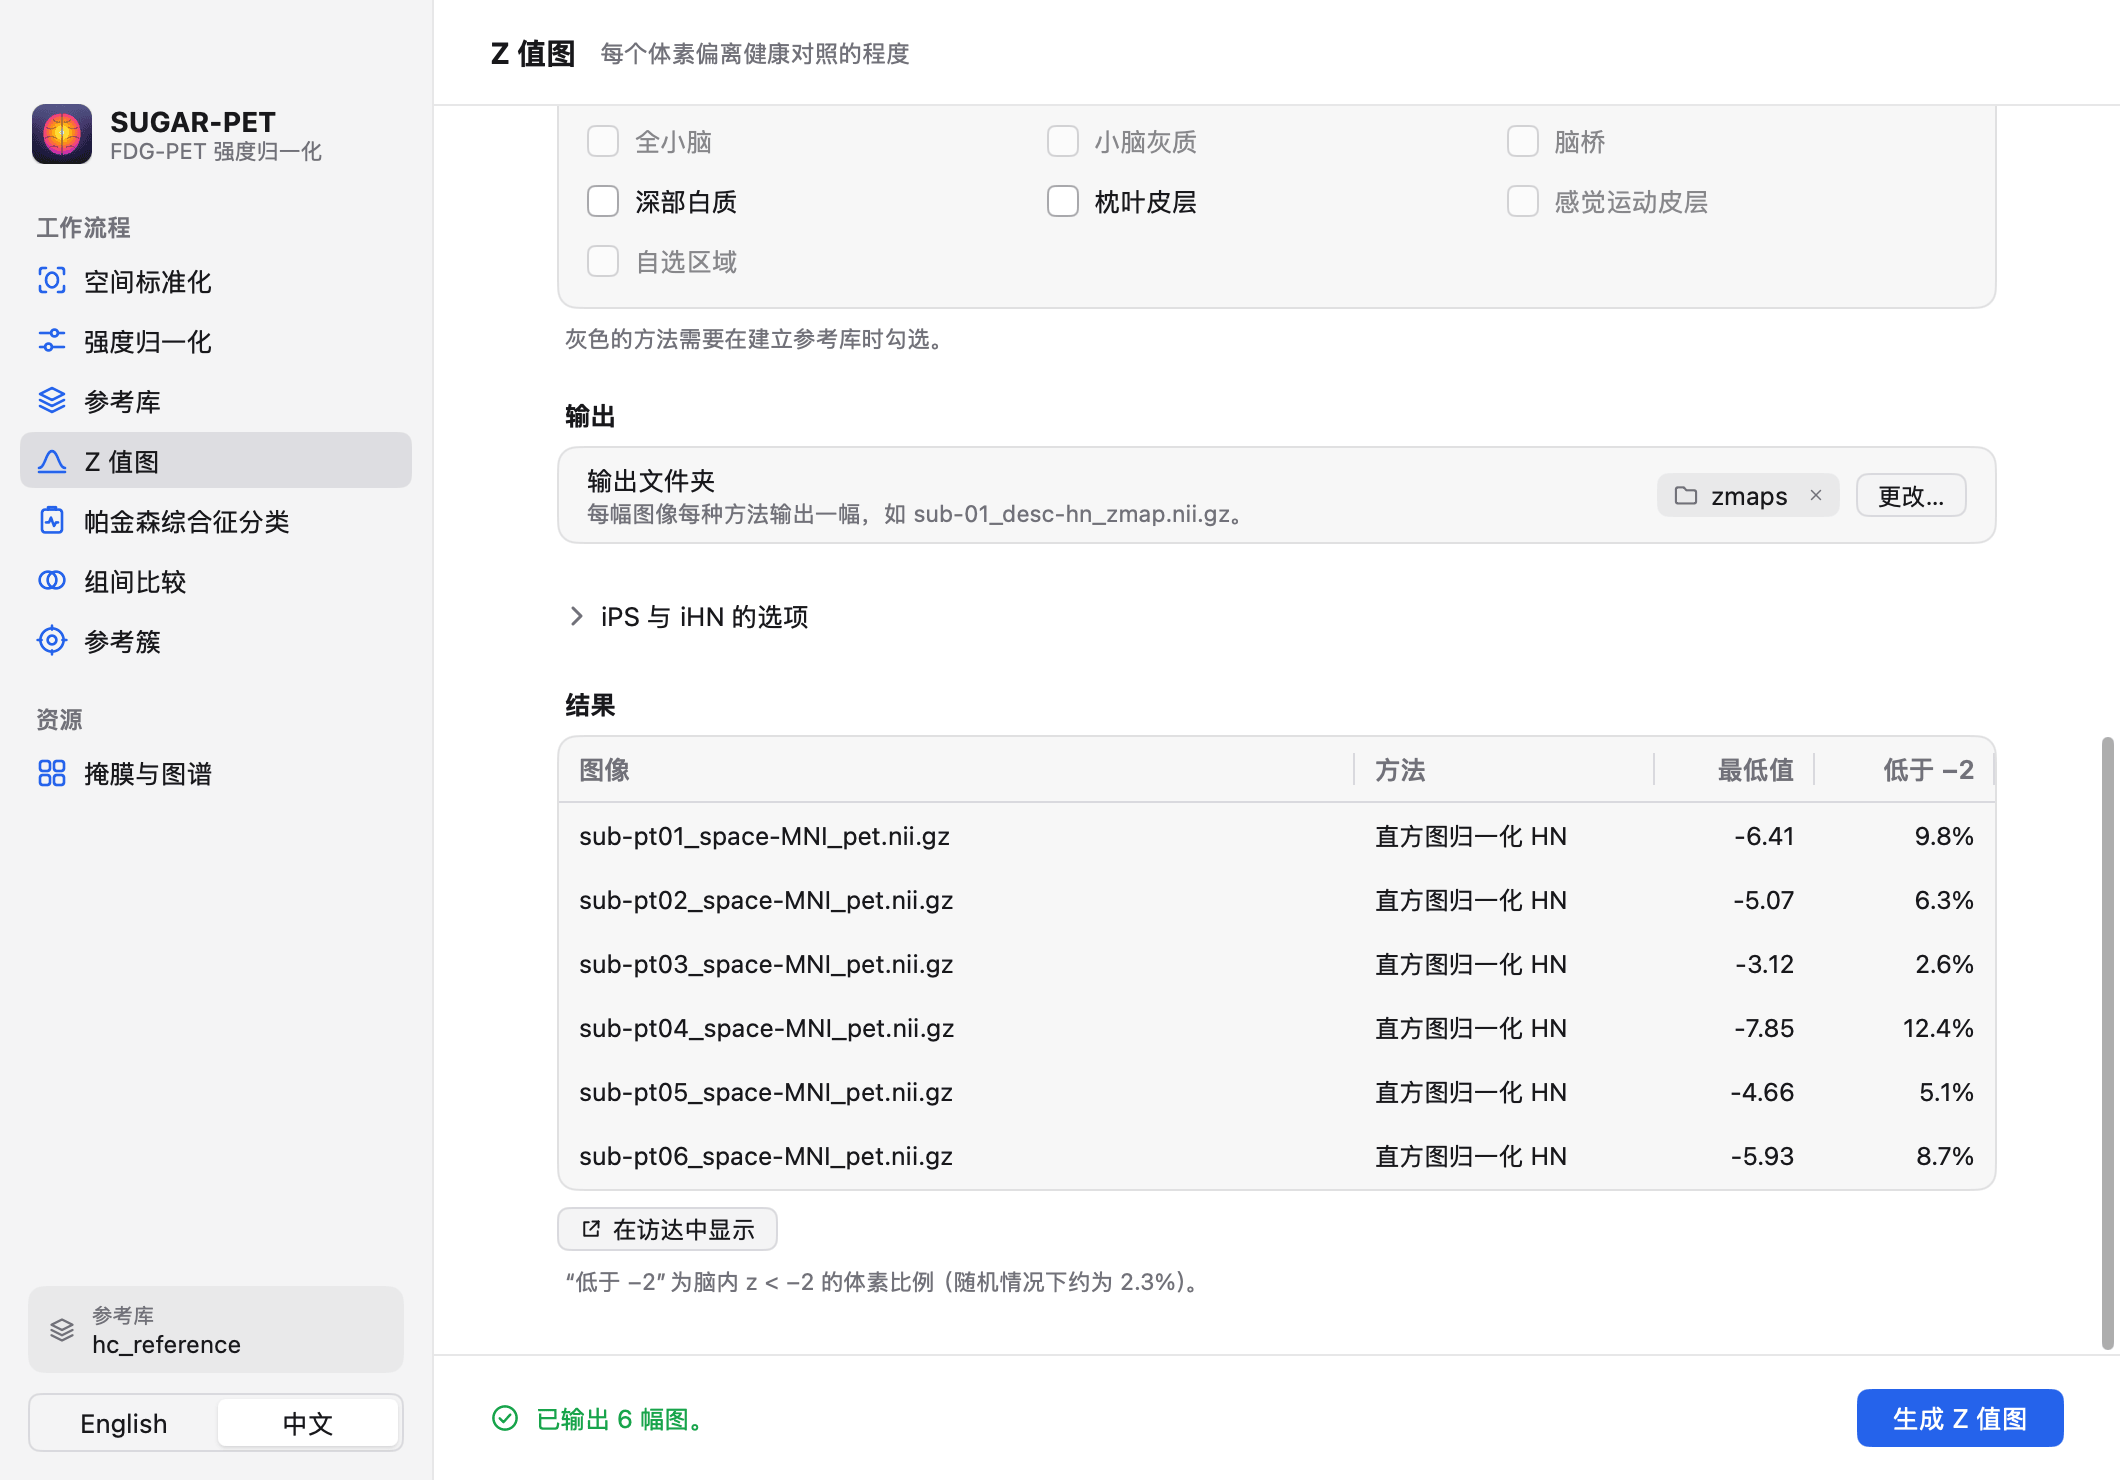 SUGAR-PET
FDG-PET 强度归一化
工作流程
空间标准化
强度归一化
参考库
Z 值图
帕金森综合征分类
组间比较
参考簇
资源
掩膜与图谱
参考库
hc_reference
English 中文
Z 值图 每个体素偏离健康对照的程度
全小脑 小脑灰质 脑桥
深部白质 枕叶皮层 感觉运动皮层
自选区域
灰色的方法需要在建立参考库时勾选。
输出
输出文件夹
每幅图像每种方法输出一幅，如 sub-01_desc-hn_zmap.nii.gz。
zmaps × 更改...
iPS 与 iHN 的选项
结果
图像 方法 最低值 低于 −2
sub-pt01_space-MNI_pet.nii.gz 直方图归一化 HN -6.41 9.8%
sub-pt02_space-MNI_pet.nii.gz 直方图归一化 HN -5.07 6.3%
sub-pt03_space-MNI_pet.nii.gz 直方图归一化 HN -3.12 2.6%
sub-pt04_space-MNI_pet.nii.gz 直方图归一化 HN -7.85 12.4%
sub-pt05_space-MNI_pet.nii.gz 直方图归一化 HN -4.66 5.1%
sub-pt06_space-MNI_pet.nii.gz 直方图归一化 HN -5.93 8.7%
在访达中显示
“低于 −2”为脑内 z < −2 的体素比例（随机情况下约为 2.3%）。
已输出 6 幅图。
生成 Z 值图